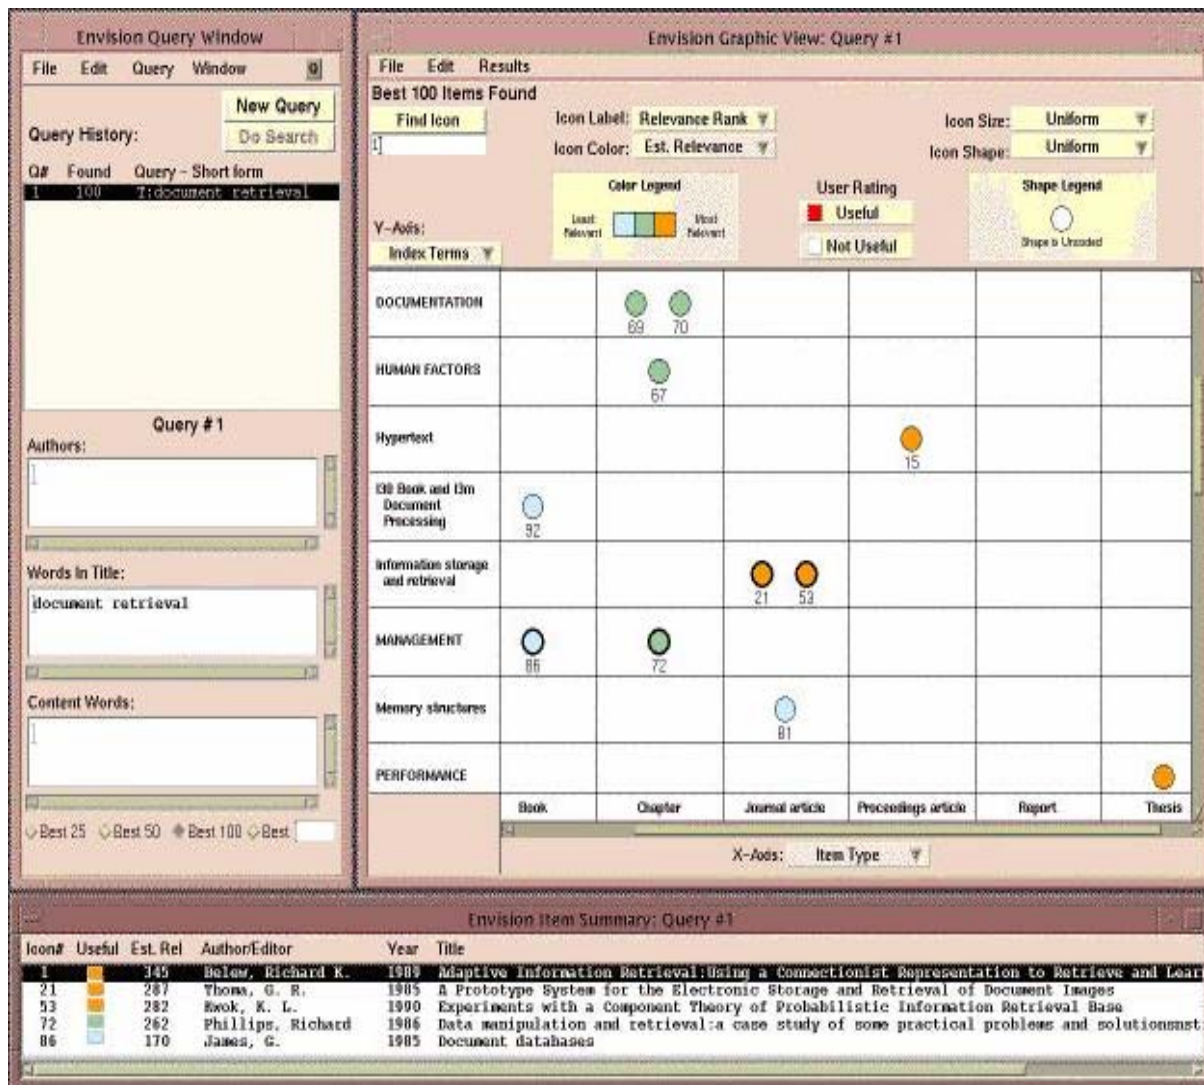 Envision Query Window
File Edit Query Window
New Query
Query History:
Do Search
Q# Found Query - Short form
1 100 T:document retrieval
Query # 1
Authors:
Words In Title:
document retrieval
Content Words:
Best 25 Best 50 Best 100 Best
Envision Graphic View: Query #1
File Edit Results
Best 100 Items Found
Find Icon
1
Icon Label: Relevance Rank
Icon Color: Est. Relevance
Icon Size: Uniform
Icon Shape: Uniform
Color Legend
Least Relevant
Most Relevant
User Rating
Useful
Not Useful
Shape Legend
Shape is Uncoded
Y-Axis:
Index Terms
DOCUMENTATION
69 70
HUMAN FACTORS
67
Hypertext
15
Document
Processing
92
Information storage
and retrieval
21 53
MANAGEMENT
86 72
Memory structures
81
PERFORMANCE
Book Chapter Journal article Proceedings article Report Thesis
X-Axis: Item Type
Envision Item Summary: Query #1
Icon# Useful Est. Rel Author/Editor Year Title
1 345 Belew, Richard K. 1989 Adaptive Information Retrieval:Using a Connectionist Representation to Retrieve and Lear
21 287 Thoma, G. R. 1985 A Prototype System for the Electronic Storage and Retrieval of Document Images
53 282 Kwok, K. L. 1990 Experiments with a Component Theory of Probabilistic Information Retrieval Base
72 262 Phillips, Richard 1986 Data manipulation and retrieval:a case study of some practical problems and solutionsnst
86 170 James, G. 1985 Document databases